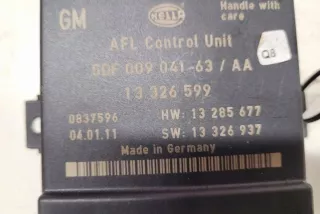 GM
HELLA
Handle with
care
AFL Control Unit
5DF 009 041-63 / AA
Q8
13 326 599
0837596 HW: 13 285 677
04.01.11 SW: 13 326 937
Made in Germany